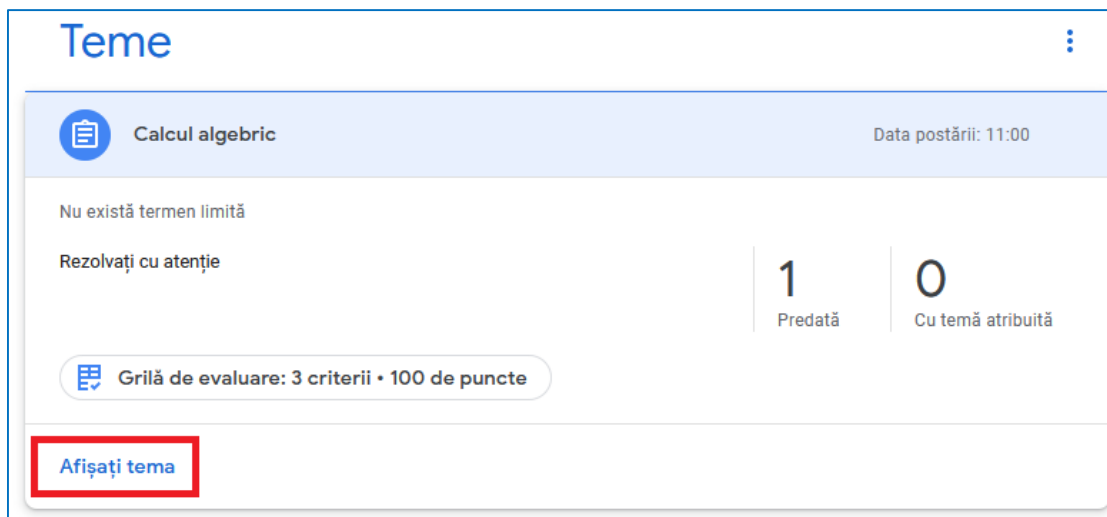 Teme
Calcul algebric
Data postării: 11:00
Nu există termen limită
Rezolvați cu atenție
1
Predată
0
Cu temă atribuită
Grilă de evaluare: 3 criterii • 100 de puncte
Afișați tema